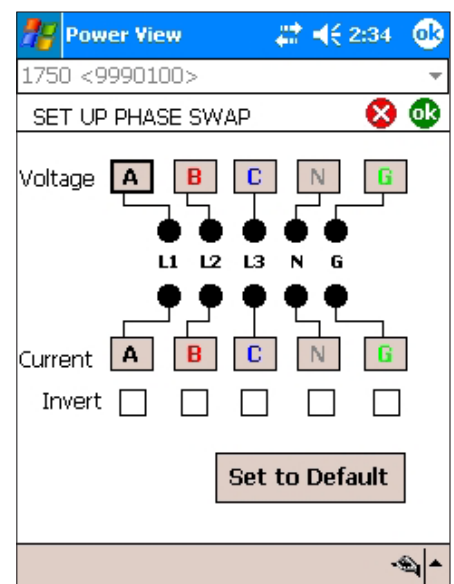 Power View 2:34 ok
1750 <9990100>
SET UP PHASE SWAP ok
Voltage A B C N G
L1 L2 L3 N G
Current A B C N G
Invert
Set to Default